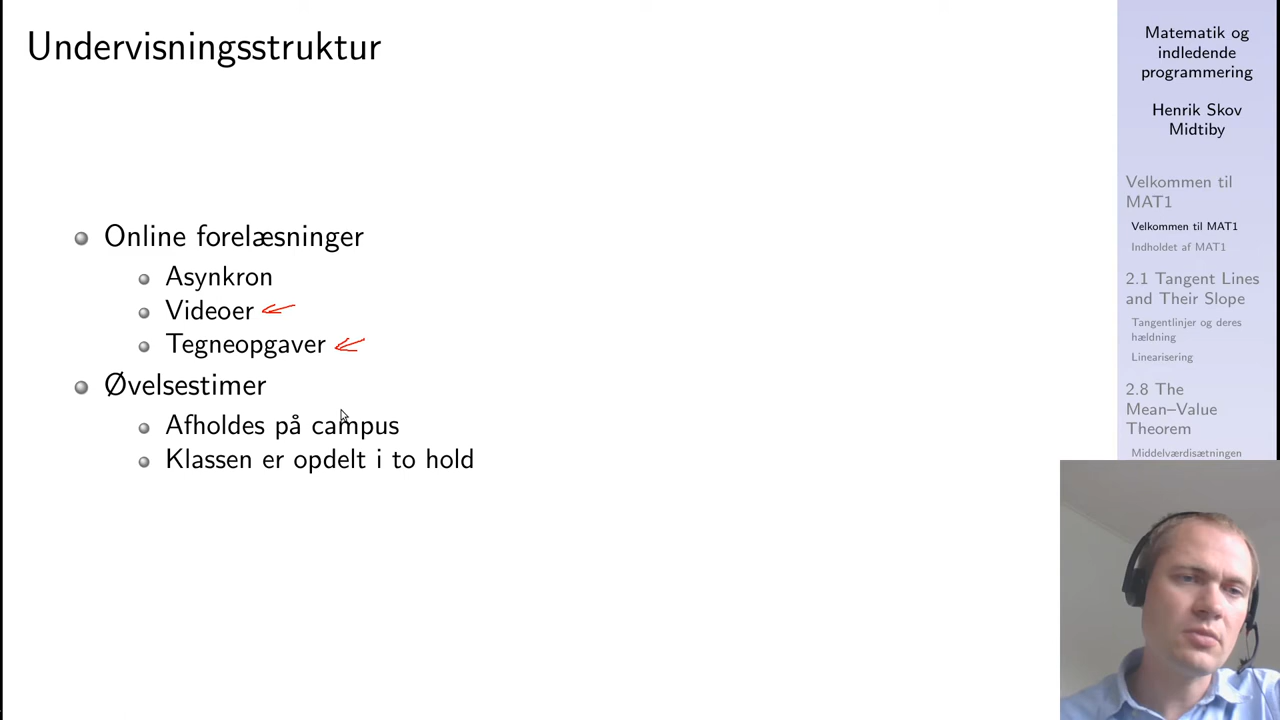 Undervisningsstruktur
Online forelæsninger
Asynkron
Videoer
Tegneopgaver
Øvelsestimer
Afholdes på campus
Klassen er opdelt i to hold
Matematik og
indledende
programmering
Henrik Skov
Midtiby
Velkommen til
MAT1
Velkommen til MAT1
Indholdet af MAT1
2.1 Tangent Lines
and Their Slope
Tangentlinjer og deres
hældning
Linearisering
2.8 The
Mean–Value
Theorem
Middelværdisætningen